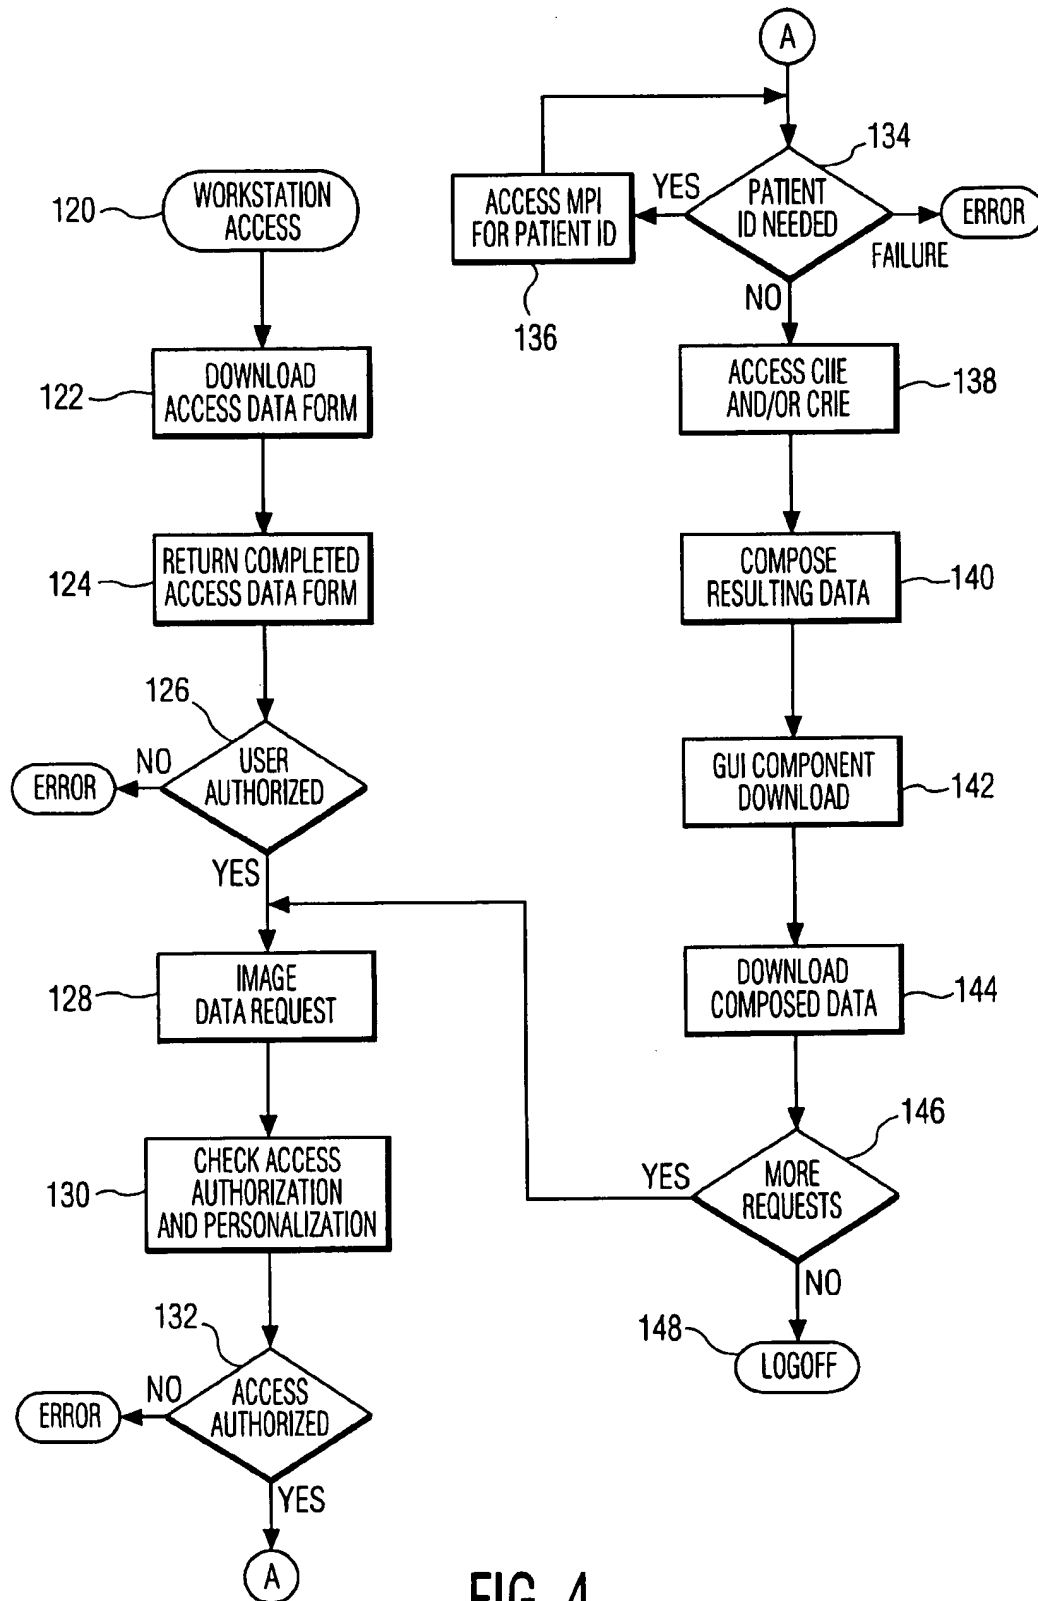 120
WORKSTATION
ACCESS
122
DOWNLOAD
ACCESS DATA FORM
124
RETURN COMPLETED
ACCESS DATA FORM
126
USER
AUTHORIZED
NO
ERROR
YES
128
IMAGE
DATA REQUEST
130
CHECK ACCESS
AUTHORIZATION
AND PERSONALIZATION
132
ACCESS
AUTHORIZED
NO
ERROR
YES
A
A
134
PATIENT
ID NEEDED
YES
ACCESS MPI
FOR PATIENT ID
136
FAILURE
ERROR
NO
ACCESS CIIE
AND/OR CRIE
138
COMPOSE
RESULTING DATA
140
GUI COMPONENT
DOWNLOAD
142
DOWNLOAD
COMPOSED DATA
144
146
MORE
REQUESTS
YES
NO
148
LOGOFF
FIG. 4